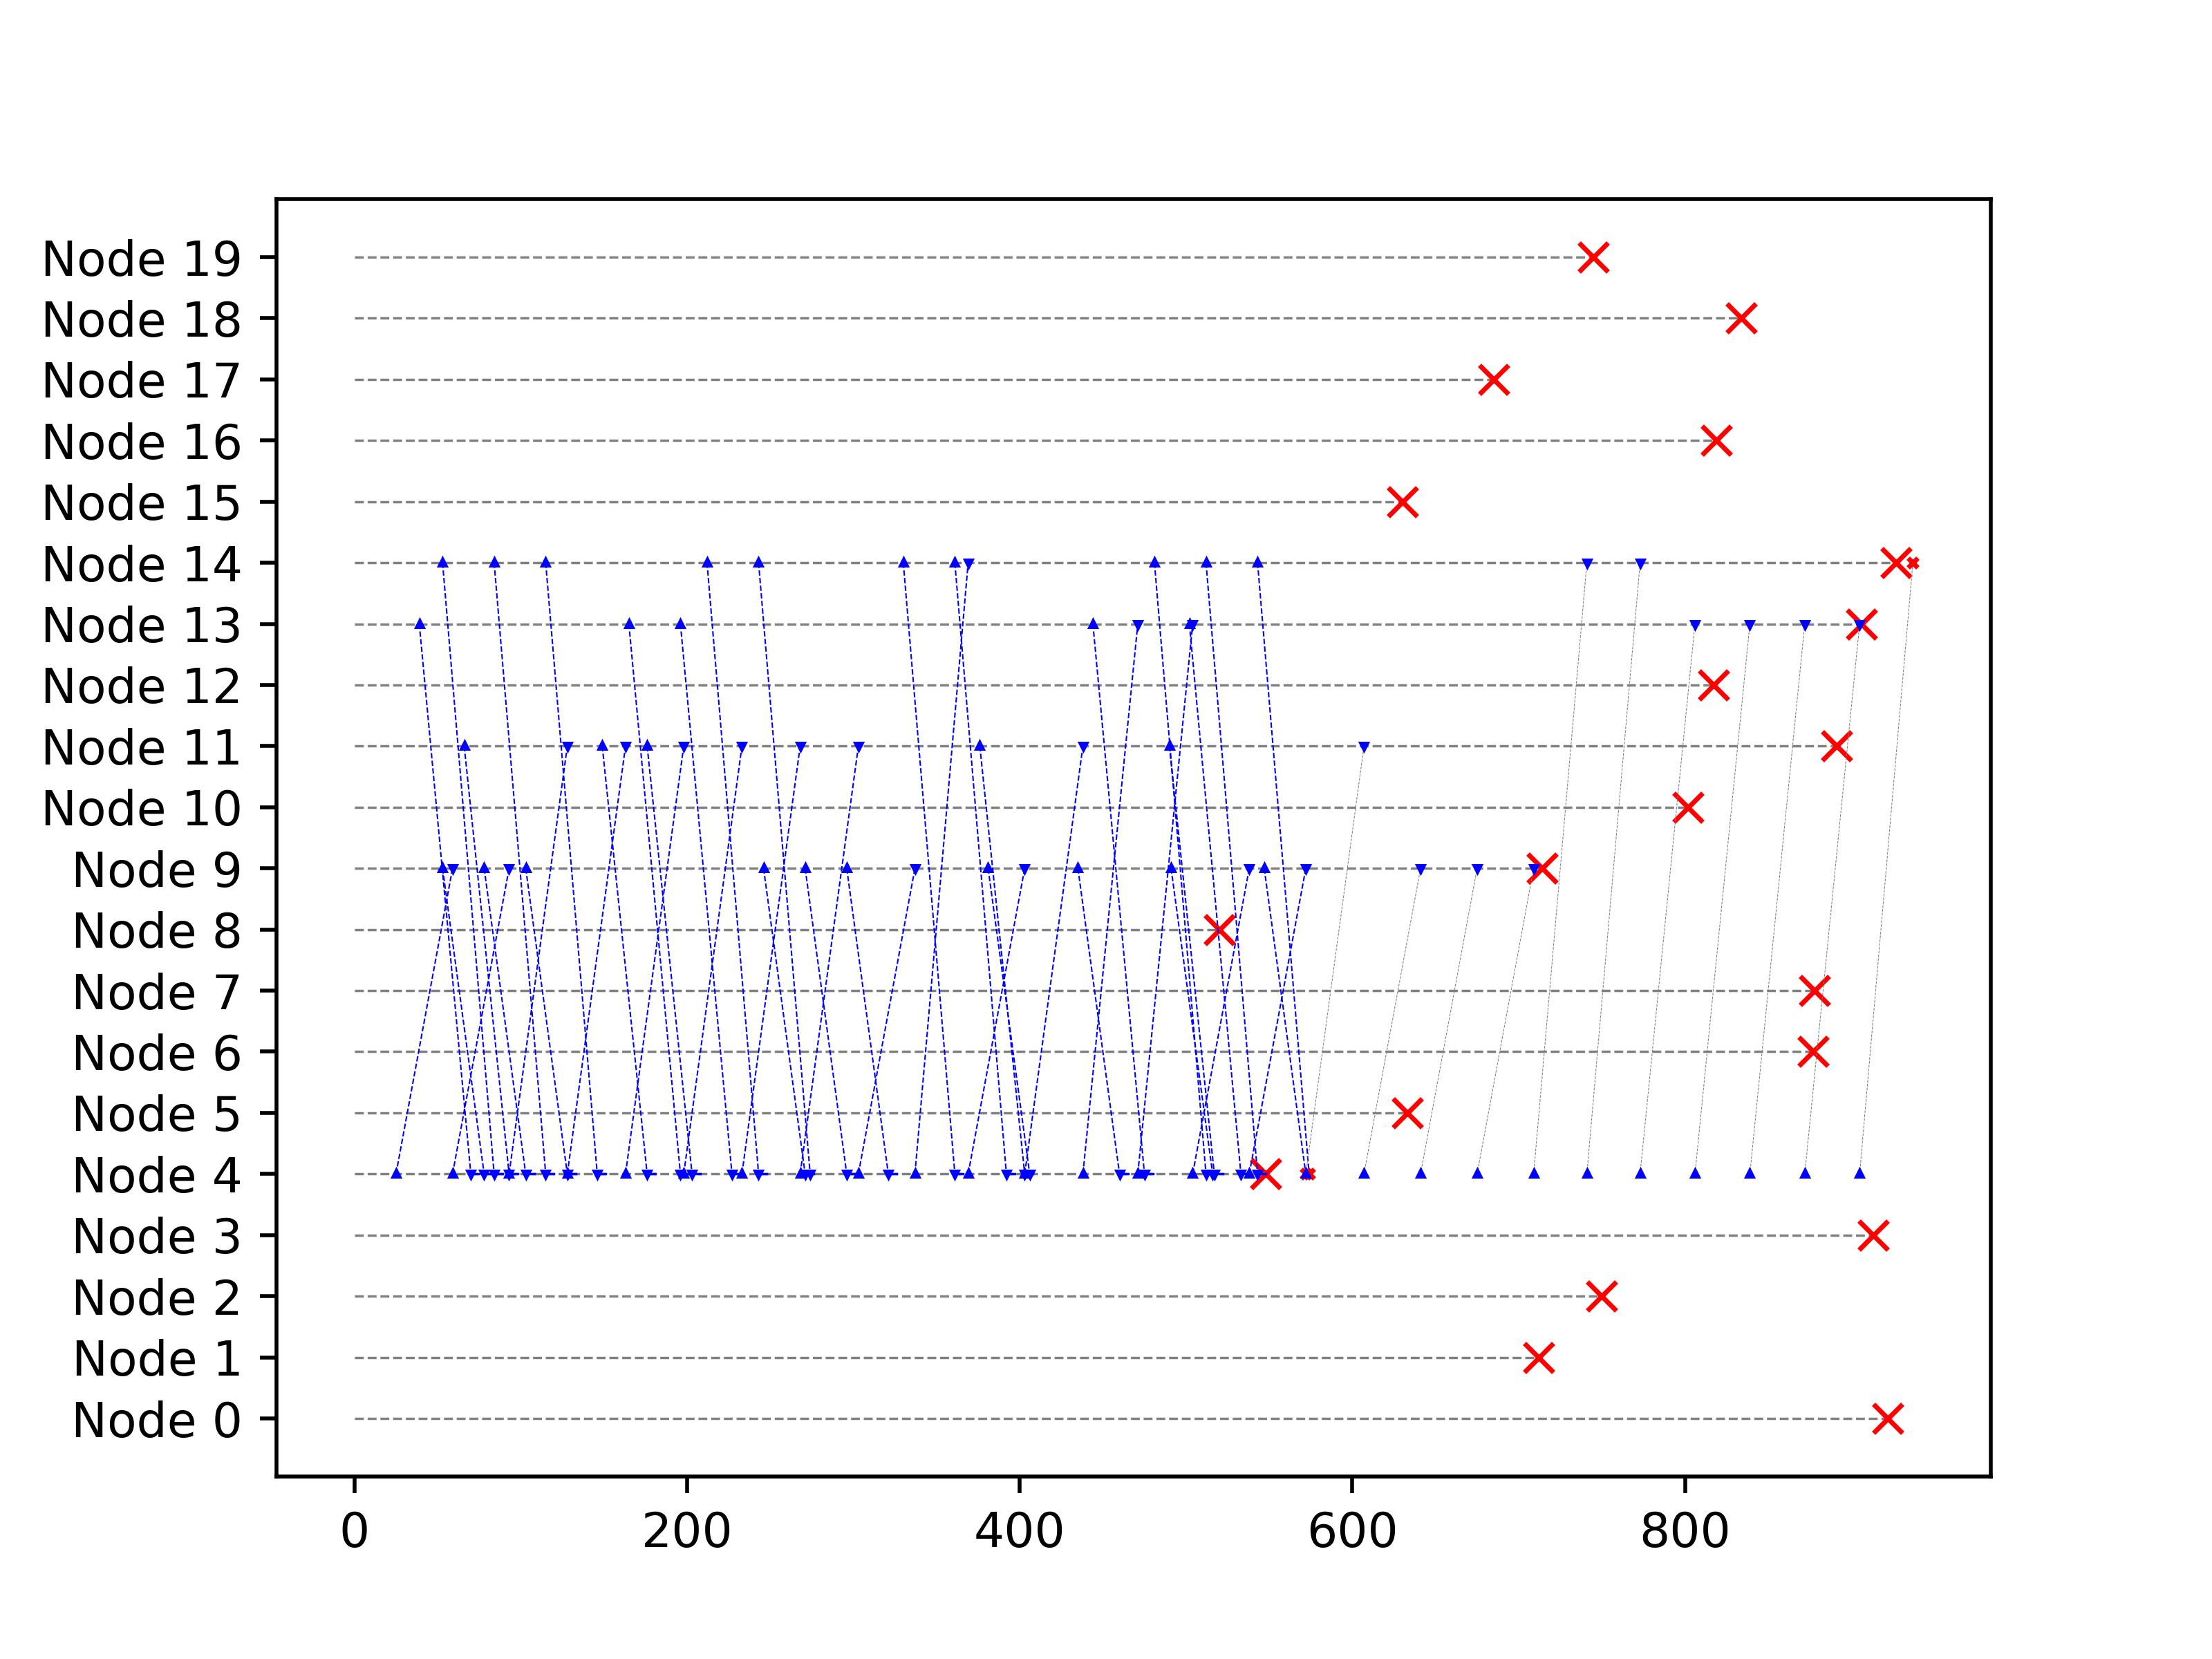 Node 19
Node 18
Node 17
Node 16
Node 15
Node 14
Node 13
Node 12
Node 11
Node 10
Node 9
Node 8
Node 7
Node 6
Node 5
Node 4
Node 3
Node 2
Node 1
Node 0
0 200 400 600 800